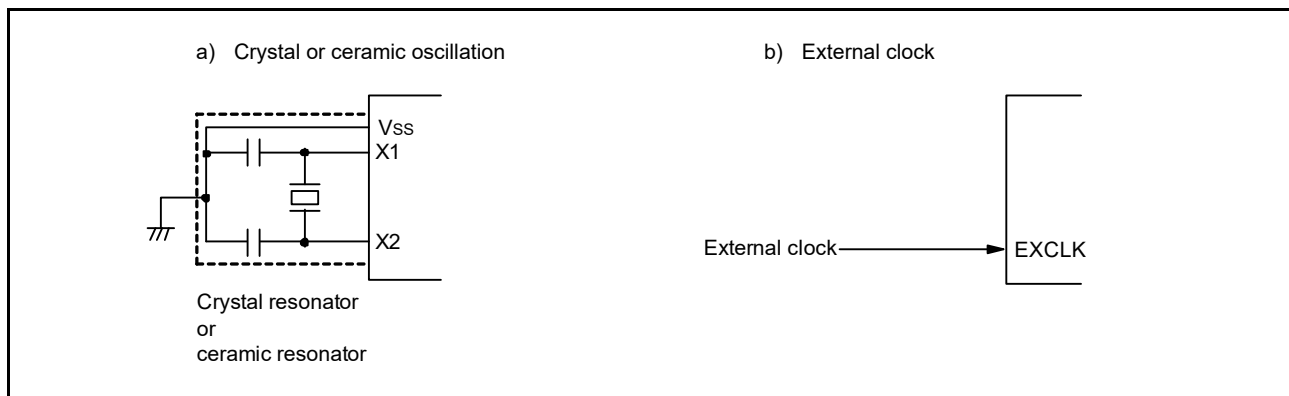 a) Crystal or ceramic oscillation
Vss
X1
X2
Crystal resonator
or
ceramic resonator
b) External clock
External clock
EXCLK